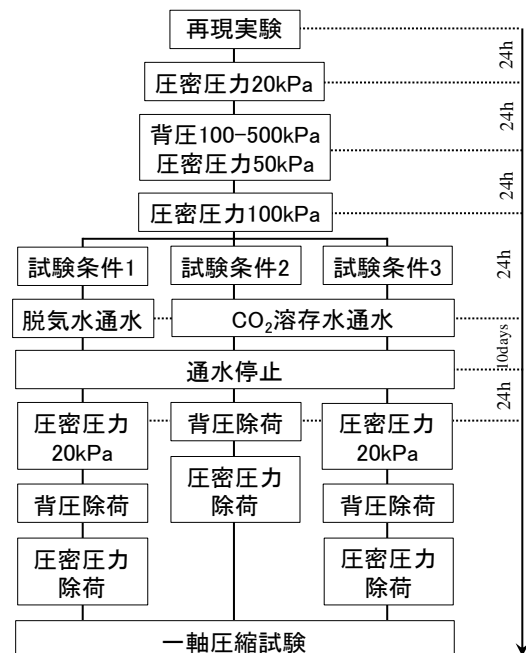 再現実験
24h
圧密圧力20kPa
24h
背圧100-500kPa
圧密圧力50kPa
24h
圧密圧力100kPa
24h
試験条件1
試験条件2
試験条件3
脱気水通水
CO₂溶存水通水
10days
通水停止
24h
圧密圧力
20kPa
背圧除荷
圧密圧力
20kPa
圧密圧力
除荷
背圧除荷
背圧除荷
圧密圧力
除荷
圧密圧力
除荷
一軸圧縮試験